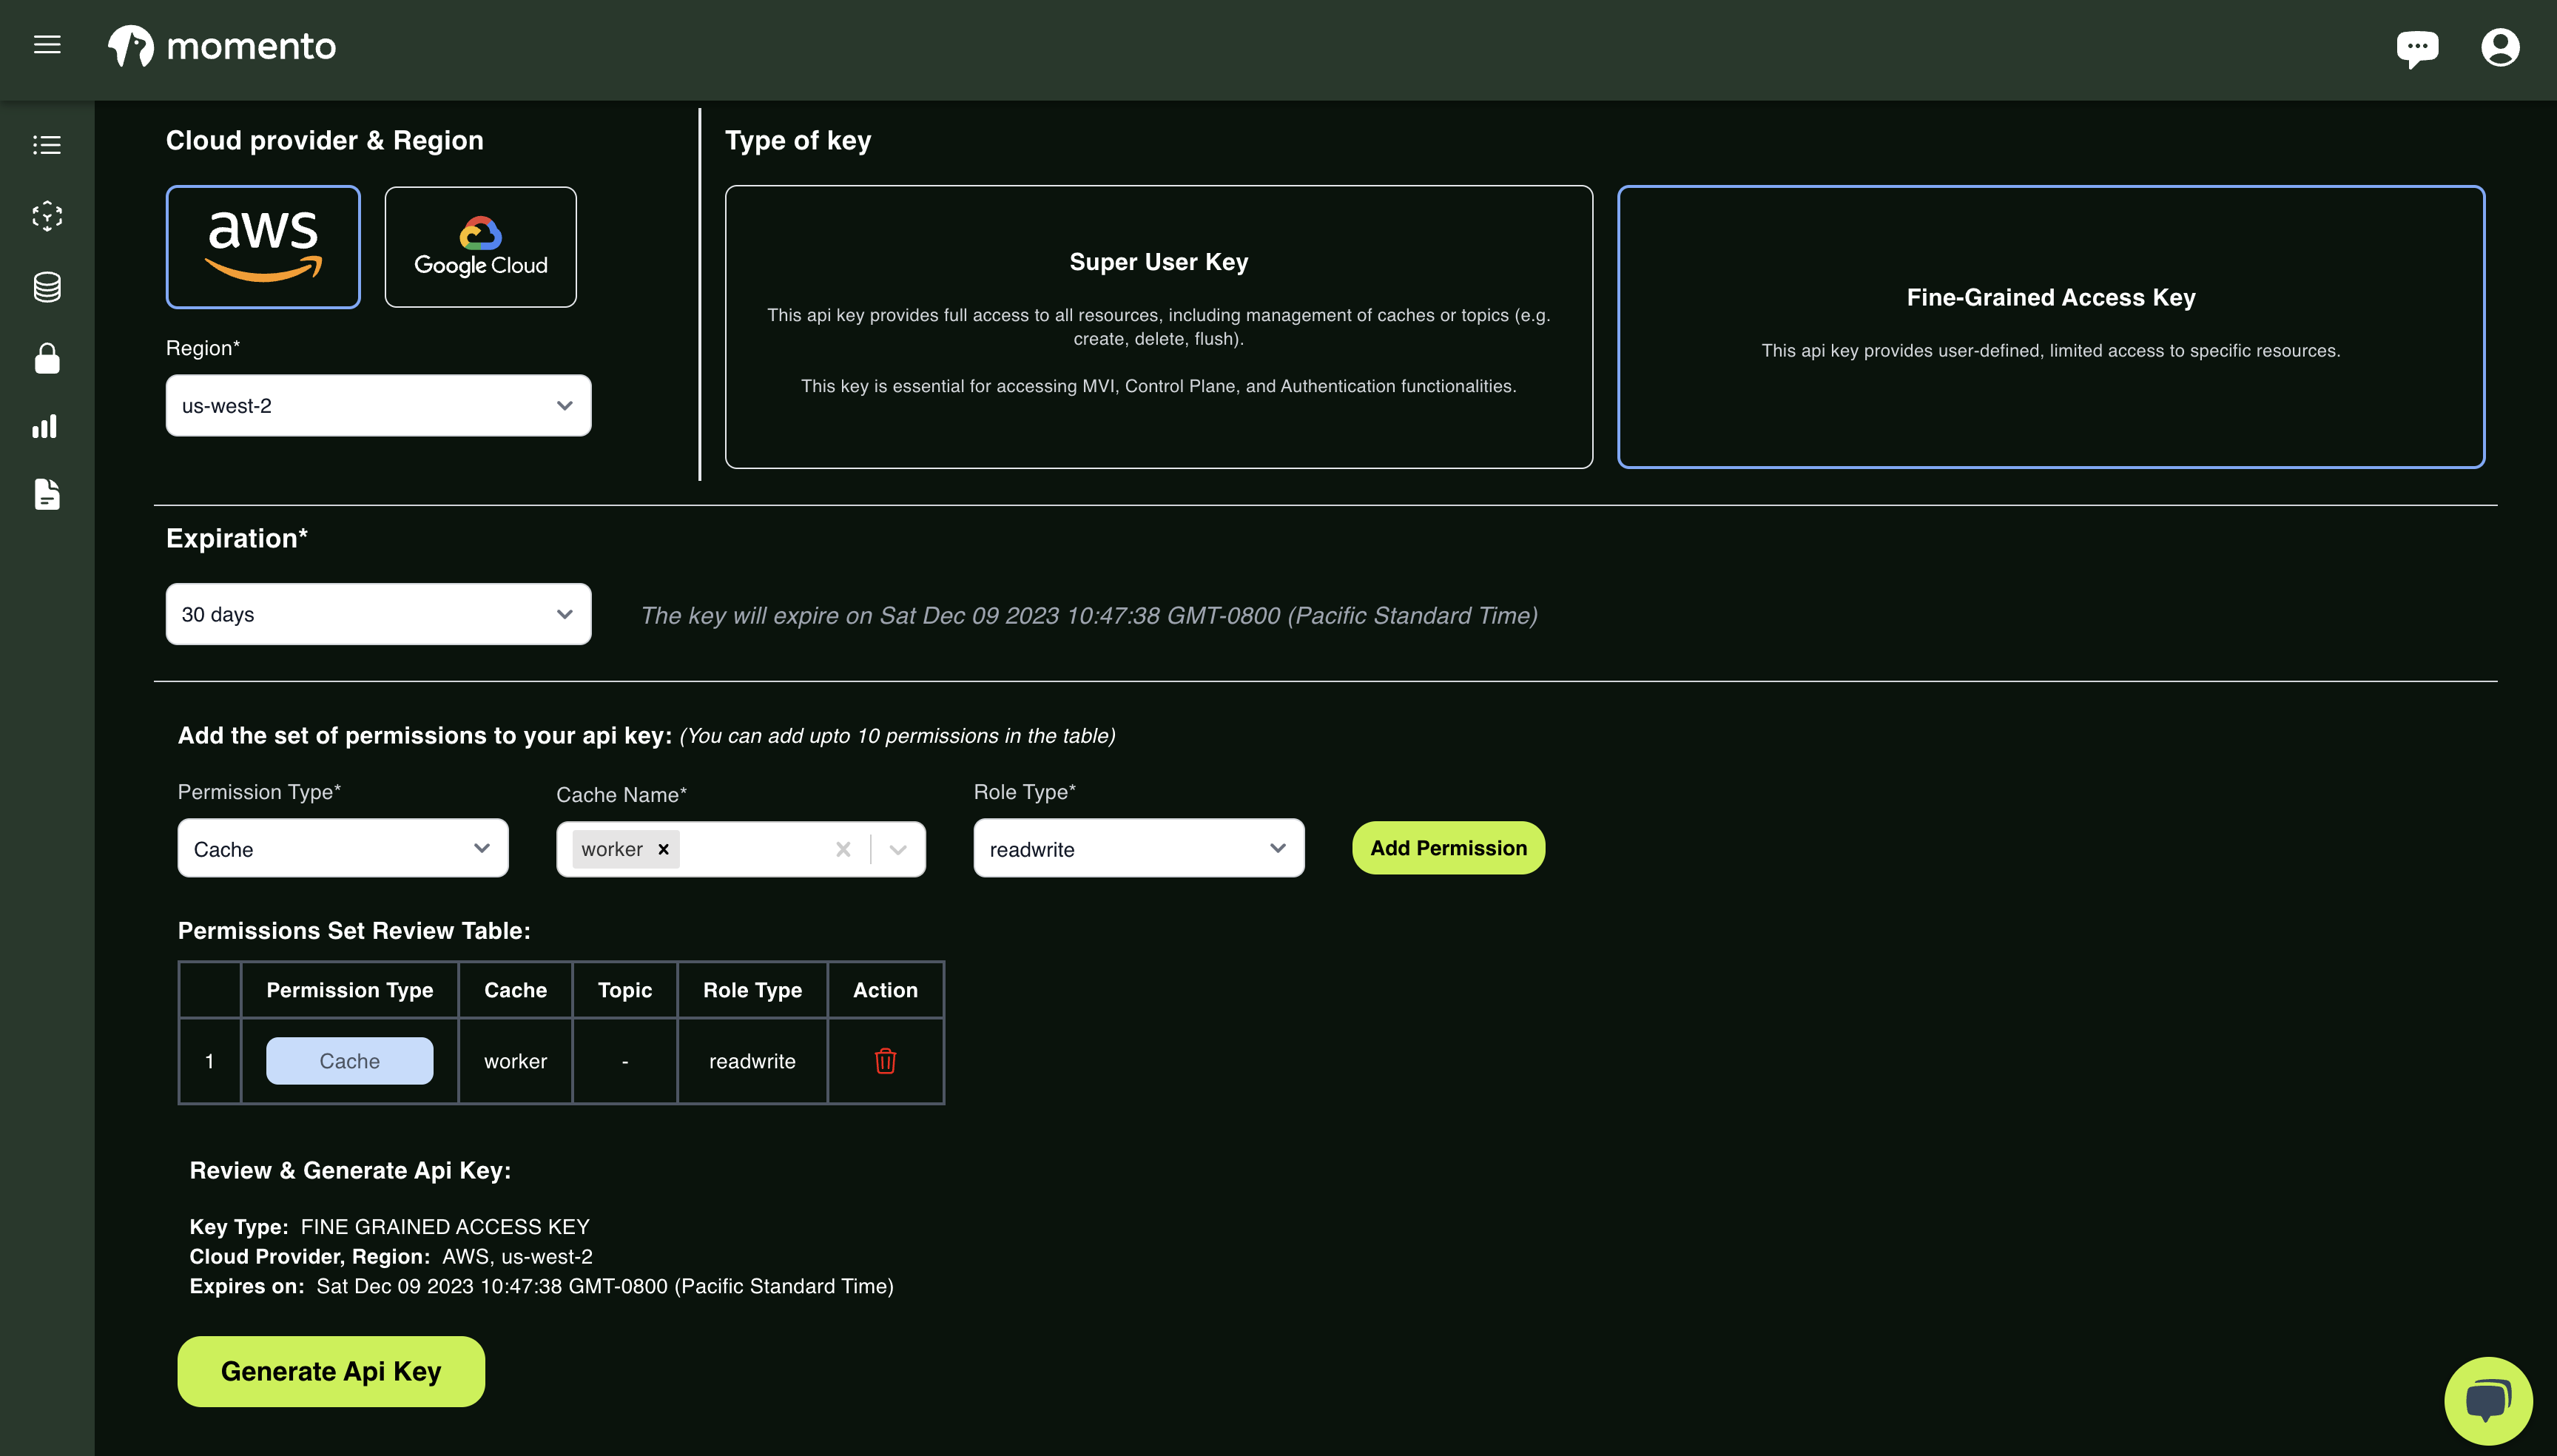 momento
Cloud provider & Region
aws
Google Cloud
Region*
us-west-2
Type of key
Super User Key
This api key provides full access to all resources, including management of caches or topics (e.g.
create, delete, flush).
This key is essential for accessing MVI, Control Plane, and Authentication functionalities.
Fine-Grained Access Key
This api key provides user-defined, limited access to specific resources.
Expiration*
30 days
The key will expire on Sat Dec 09 2023 10:47:38 GMT-0800 (Pacific Standard Time)
Add the set of permissions to your api key: (You can add upto 10 permissions in the table)
Permission Type* Cache Name* Role Type*
Cache worker readwrite Add Permission
Permissions Set Review Table:
Permission Type Cache Topic Role Type Action
1 Cache worker - readwrite
Review & Generate Api Key:
Key Type: FINE GRAINED ACCESS KEY
Cloud Provider, Region: AWS, us-west-2
Expires on: Sat Dec 09 2023 10:47:38 GMT-0800 (Pacific Standard Time)
Generate Api Key